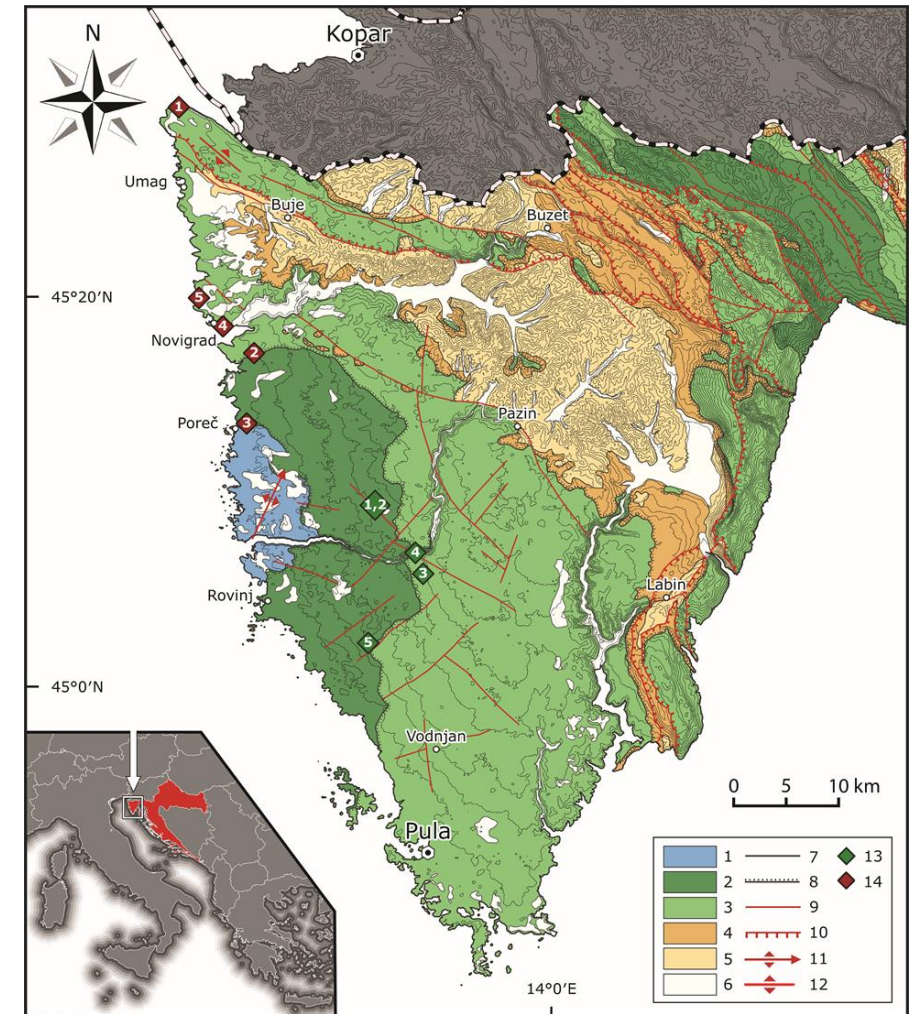 N
Kopar
1
Umag
Buje
Buzet
45°20'N
5
4
Novigrad
2
Poreč
3
Pazin
1,2
4
3
Rovinj
Labin
5
45°0'N
Vodnjan
0 5 10 km
Pula
14°0'E
1 7 13
2 8 14
3 9
4 10
5 11
6 12